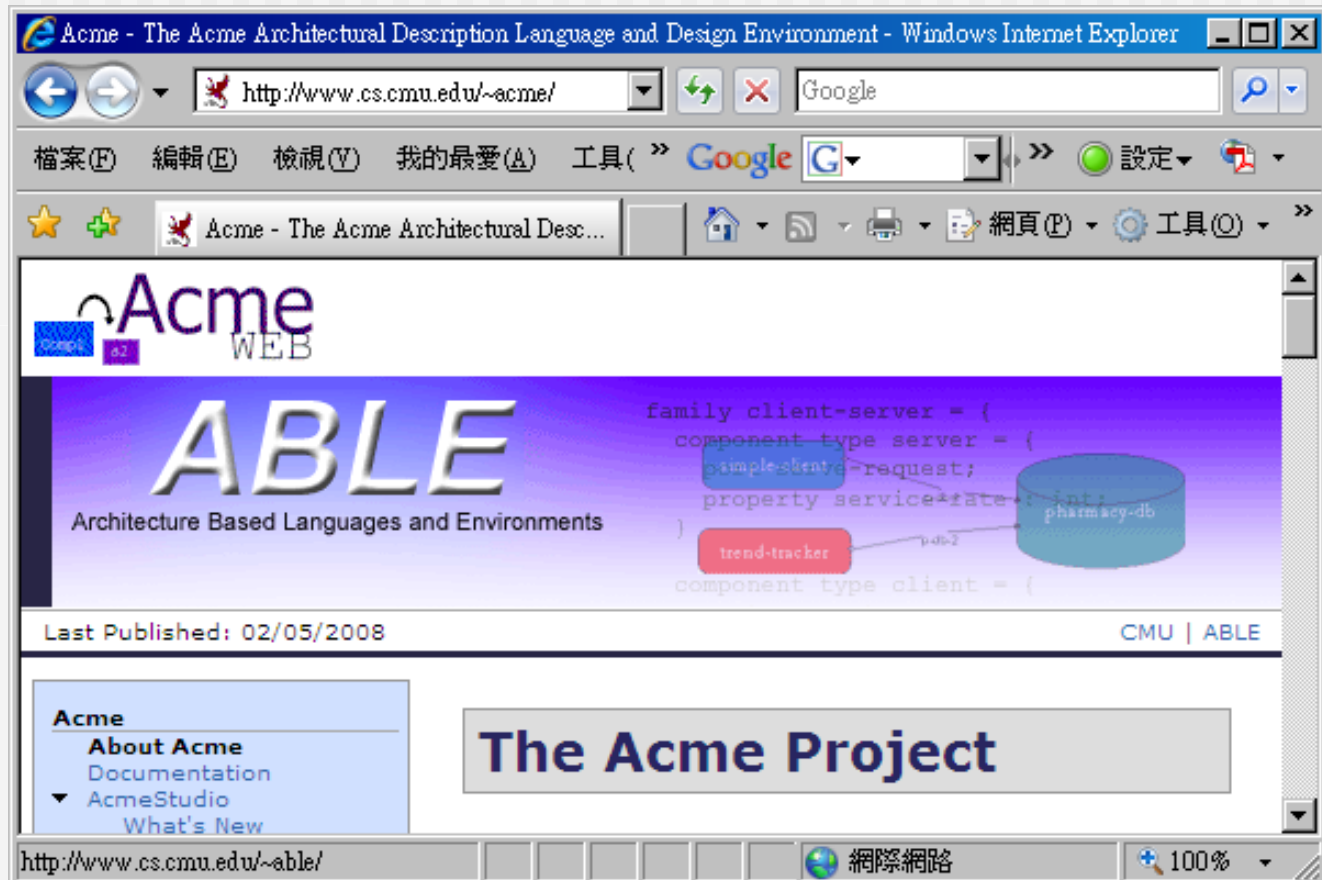 Acme - The Acme Architectural Description Language and Design Environment - Windows Internet Explorer
http://www.cs.cmu.edu/~acme/ Google
檔案(F) 編輯(E) 檢視(V) 我的最愛(A) 工具( » Google G » 設定
Acme - The Acme Architectural Desc... 網頁(P) 工具(O) »
Acme
WEB
ABLE
Architecture Based Languages and Environments
family client-server = {
component type server = {
simple-client
-request;
property service-rate : int;
pharmacy-db
}
trend-tracker
component type client = {
Last Published: 02/05/2008 CMU | ABLE
Acme
About Acme
Documentation
AcmeStudio
What's New
The Acme Project
http://www.cs.cmu.edu/~able/ 網際網路 100%